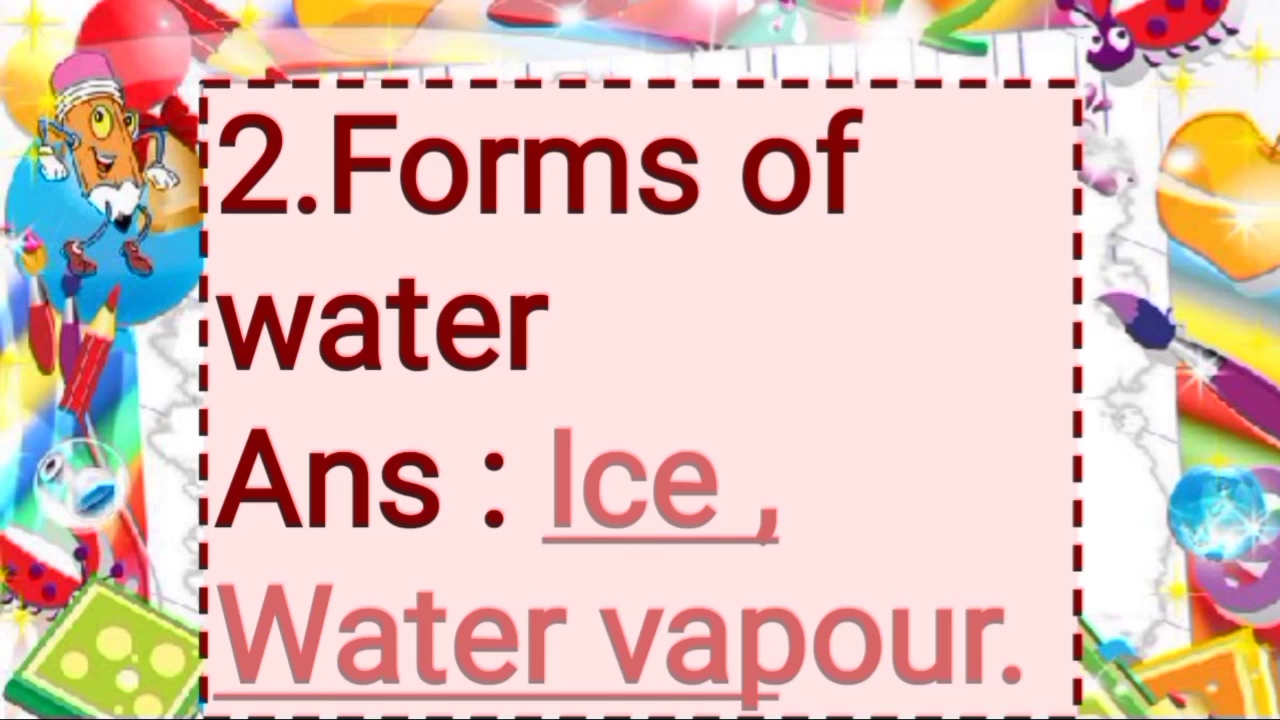 2.Forms of
water
Ans : Ice ,
Water vapour.